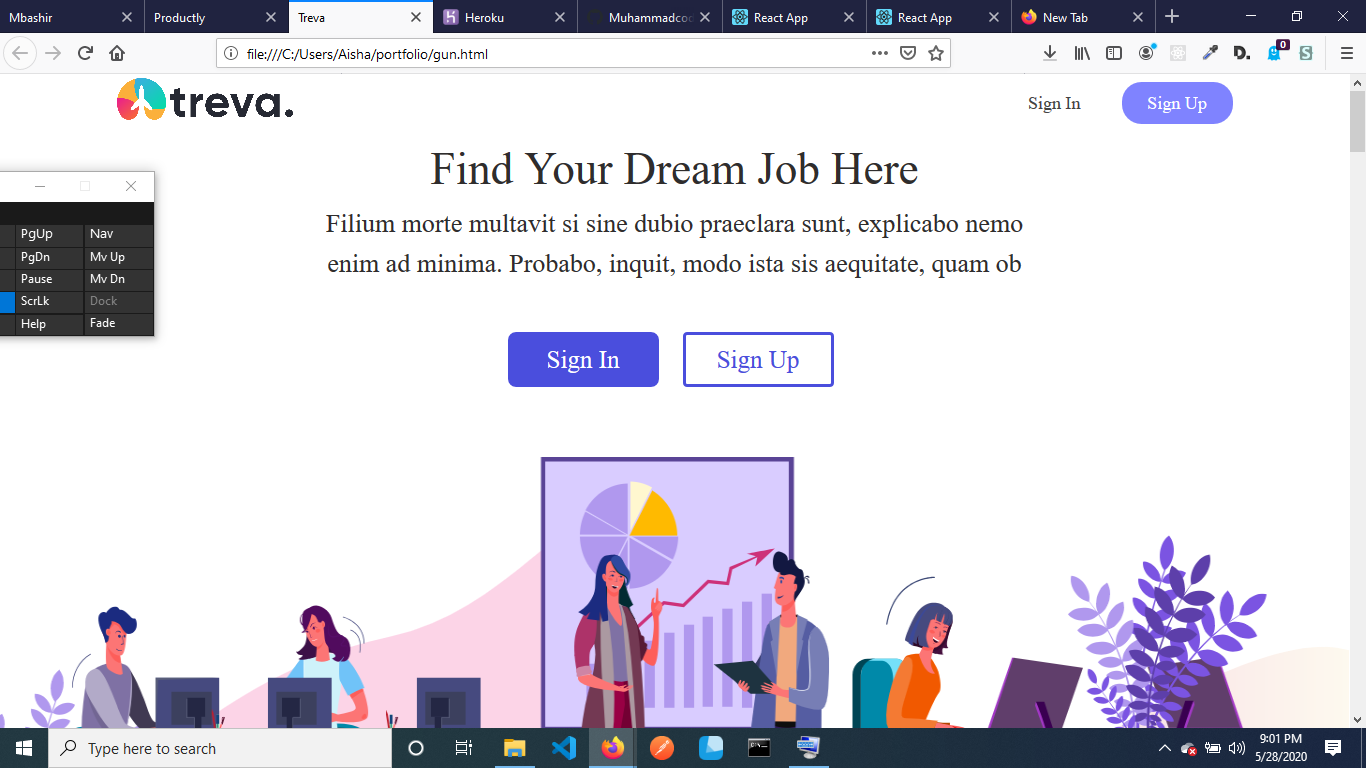 Mbashir
Productly
Treva
Heroku
Muhammadcod
React App
React App
New Tab
file:///C:/Users/Aisha/portfolio/gun.html
0
treva.
Sign In
Sign Up
Find Your Dream Job Here
Filium morte multavit si sine dubio praeclara sunt, explicabo nemo
enim ad minima. Probabo, inquit, modo ista sis aequitate, quam ob
Sign In
Sign Up
PgUp
Nav
PgDn
Mv Up
Pause
Mv Dn
ScrLk
Dock
Help
Fade
Type here to search
9:01 PM
5/28/2020